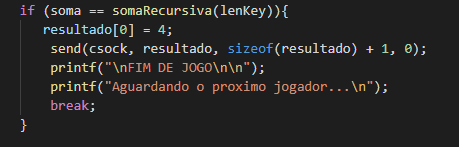 if (soma == somaRecursiva(lenKey)){
resultado[0] = 4;
send(csock, resultado, sizeof(resultado) + 1, 0);
printf("\nFIM DE JOGO\n\n");
printf("Aguardando o proximo jogador...\n");
break;
}